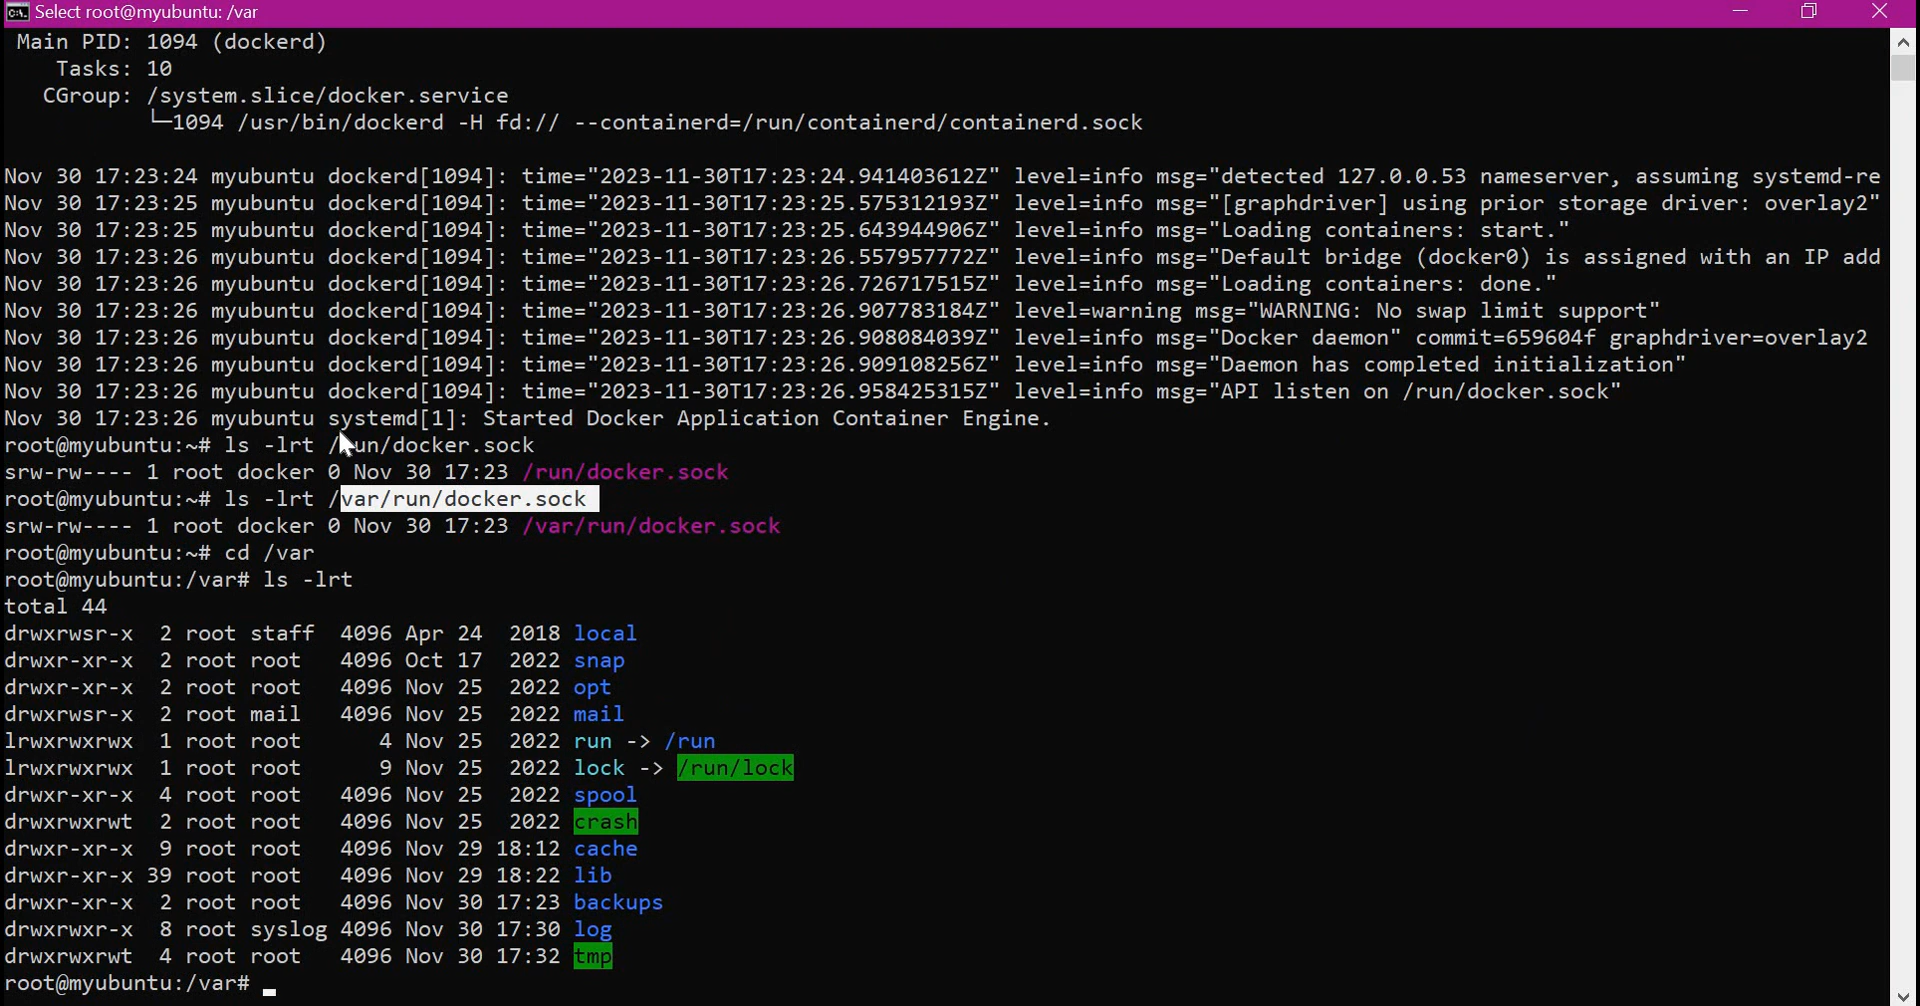 Select root@myubuntu: /var
Main PID: 1094 (dockerd)
Tasks: 10
CGroup: /system.slice/docker.service
└─1094 /usr/bin/dockerd -H fd:// --containerd=/run/containerd/containerd.sock
Nov 30 17:23:24 myubuntu dockerd[1094]: time="2023-11-30T17:23:24.941403612Z" level=info msg="detected 127.0.0.53 nameserver, assuming systemd-re
Nov 30 17:23:25 myubuntu dockerd[1094]: time="2023-11-30T17:23:25.575312193Z" level=info msg="[graphdriver] using prior storage driver: overlay2"
Nov 30 17:23:25 myubuntu dockerd[1094]: time="2023-11-30T17:23:25.643944906Z" level=info msg="Loading containers: start."
Nov 30 17:23:26 myubuntu dockerd[1094]: time="2023-11-30T17:23:26.557957772Z" level=info msg="Default bridge (docker0) is assigned with an IP add
Nov 30 17:23:26 myubuntu dockerd[1094]: time="2023-11-30T17:23:26.726717515Z" level=info msg="Loading containers: done."
Nov 30 17:23:26 myubuntu dockerd[1094]: time="2023-11-30T17:23:26.907783184Z" level=warning msg="WARNING: No swap limit support"
Nov 30 17:23:26 myubuntu dockerd[1094]: time="2023-11-30T17:23:26.908084039Z" level=info msg="Docker daemon" commit=659604f graphdriver=overlay2
Nov 30 17:23:26 myubuntu dockerd[1094]: time="2023-11-30T17:23:26.909108256Z" level=info msg="Daemon has completed initialization"
Nov 30 17:23:26 myubuntu dockerd[1094]: time="2023-11-30T17:23:26.958425315Z" level=info msg="API listen on /run/docker.sock"
Nov 30 17:23:26 myubuntu systemd[1]: Started Docker Application Container Engine.
root@myubuntu:~# ls -lrt /run/docker.sock
srw-rw---- 1 root docker 0 Nov 30 17:23 /run/docker.sock
root@myubuntu:~# ls -lrt /var/run/docker.sock
srw-rw---- 1 root docker 0 Nov 30 17:23 /var/run/docker.sock
root@myubuntu:~# cd /var
root@myubuntu:/var# ls -lrt
total 44
drwxrwsr-x 2 root staff 4096 Apr 24 2018 local
drwxr-xr-x 2 root root 4096 Oct 17 2022 snap
drwxr-xr-x 2 root root 4096 Nov 25 2022 opt
drwxrwsr-x 2 root mail 4096 Nov 25 2022 mail
lrwxrwxrwx 1 root root 4 Nov 25 2022 run -> /run
lrwxrwxrwx 1 root root 9 Nov 25 2022 lock -> /run/lock
drwxr-xr-x 4 root root 4096 Nov 25 2022 spool
drwxrwxrwt 2 root root 4096 Nov 25 2022 crash
drwxr-xr-x 9 root root 4096 Nov 29 18:12 cache
drwxr-xr-x 39 root root 4096 Nov 29 18:22 lib
drwxr-xr-x 2 root root 4096 Nov 30 17:23 backups
drwxrwxr-x 8 root syslog 4096 Nov 30 17:30 log
drwxrwxrwt 4 root root 4096 Nov 30 17:32 tmp
root@myubuntu:/var#